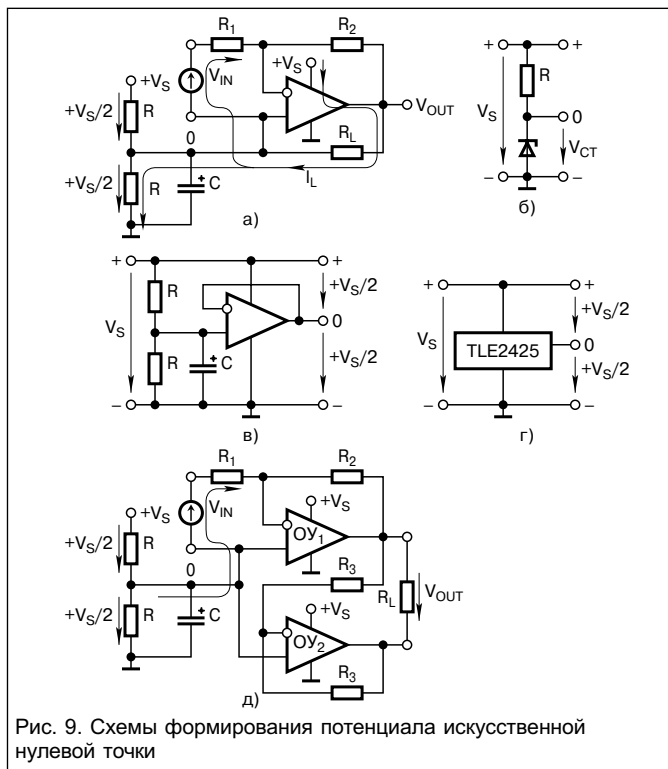 R1
R2
+VS
VIN
+VS
+VS/2
R
0
VOUT
RL
+VS/2
R
C
IL
а)
+
+
R
VS
0
VСТ
−
−
б)
+
+
R
+VS/2
VS
0
R
C
+VS/2
−
−
в)
+
+
+VS/2
VS
TLE2425
0
+VS/2
−
−
г)
R1
R2
+VS
VIN
+VS
ОУ1
+VS/2
R
0
R3
RL
VOUT
+VS/2
R
C
+VS
ОУ2
R3
д)
Рис. 9. Схемы формирования потенциала искусственной
нулевой точки